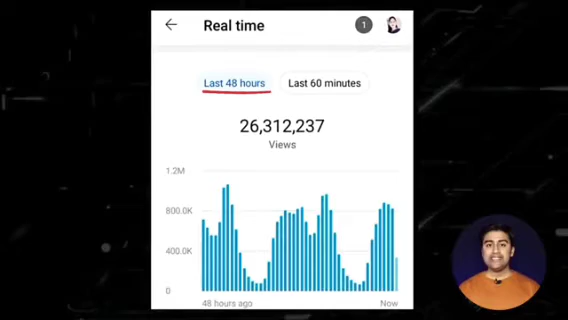 Real time
1
Last 48 hours
Last 60 minutes
26,312,237
Views
1.2M
800.0K
400.0K
0
48 hours ago
Now